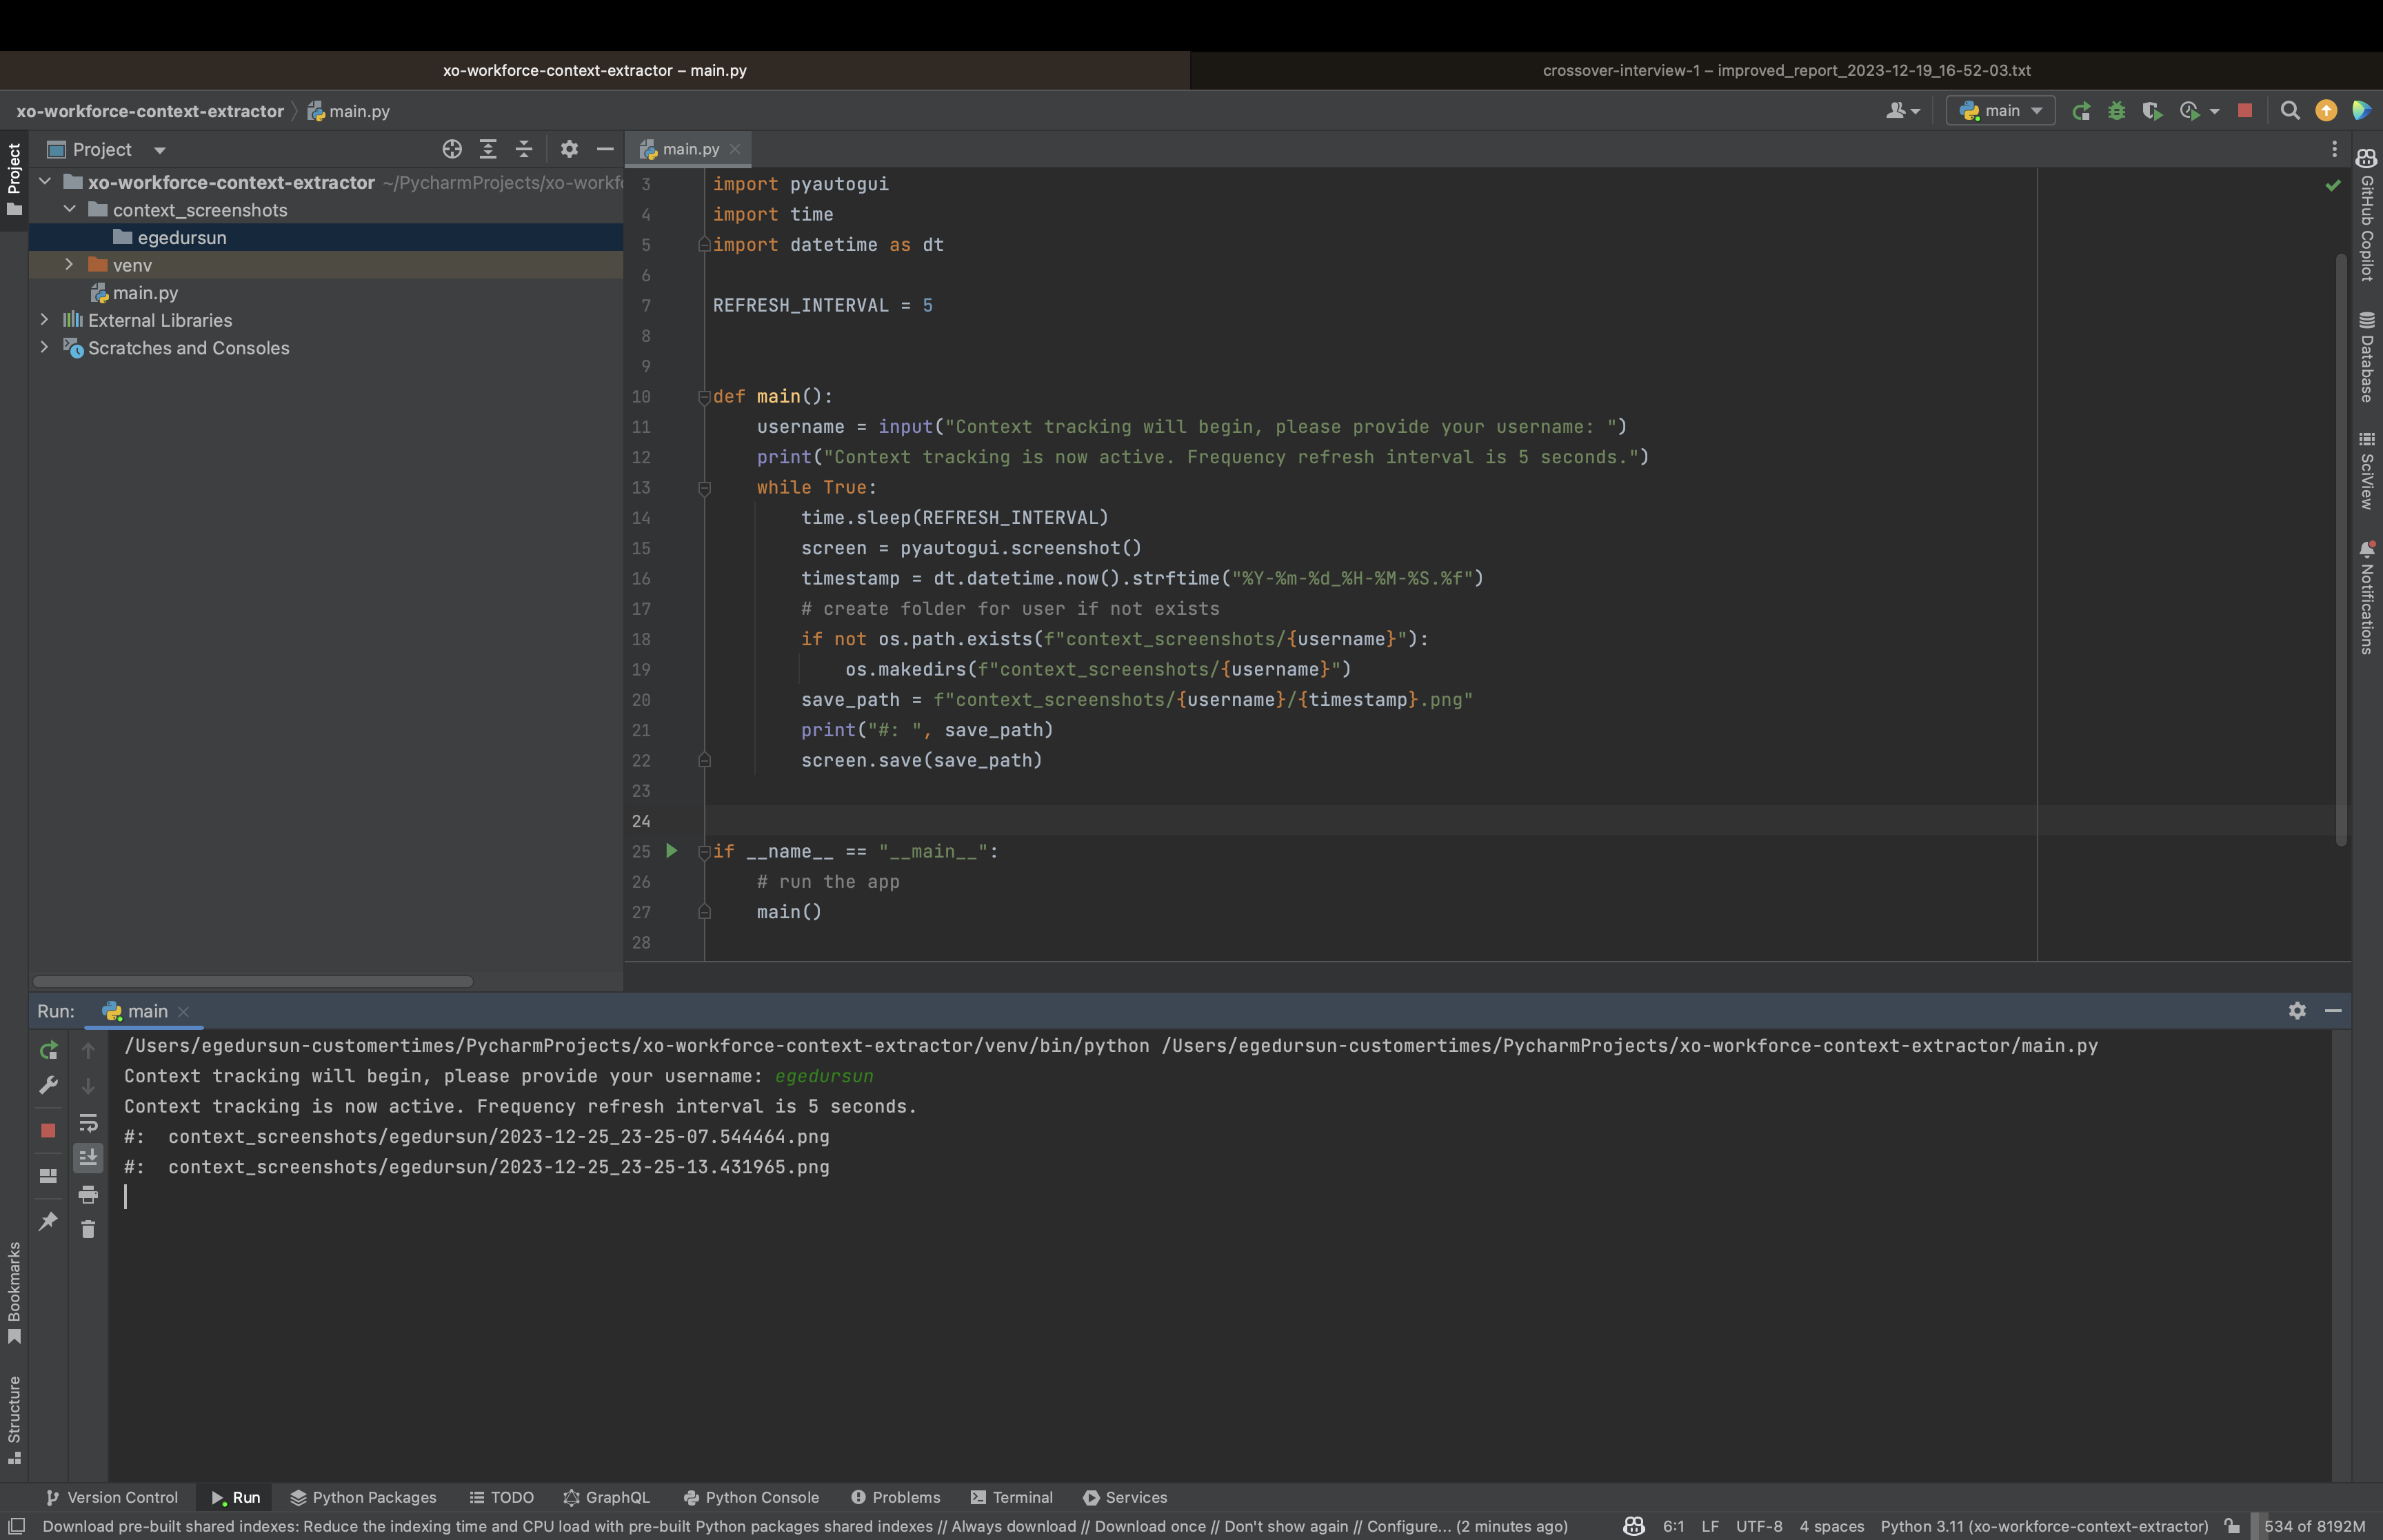 xo-workforce-context-extractor – main.py
crossover-interview-1 – improved_report_2023-12-19_16-52-03.txt
xo-workforce-context-extractor
main.py
main
Project
main.py
Project
xo-workforce-context-extractor ~/PycharmProjects/xo-workfo
context_screenshots
egedursun
venv
main.py
External Libraries
Scratches and Consoles
3 import pyautogui
4 import time
5 import datetime as dt
6
7 REFRESH_INTERVAL = 5
8
9
10 def main():
11     username = input("Context tracking will begin, please provide your username: ")
12     print("Context tracking is now active. Frequency refresh interval is 5 seconds.")
13     while True:
14         time.sleep(REFRESH_INTERVAL)
15         screen = pyautogui.screenshot()
16         timestamp = dt.datetime.now().strftime("%Y-%m-%d_%H-%M-%S.%f")
17         # create folder for user if not exists
18         if not os.path.exists(f"context_screenshots/{username}"):
19             os.makedirs(f"context_screenshots/{username}")
20         save_path = f"context_screenshots/{username}/{timestamp}.png"
21         print("#: ", save_path)
22         screen.save(save_path)
23
24
25 if __name__ == "__main__":
26     # run the app
27     main()
28
GitHub Copilot
Database
SciView
Notifications
Run:
main
/Users/egedursun-customertimes/PycharmProjects/xo-workforce-context-extractor/venv/bin/python /Users/egedursun-customertimes/PycharmProjects/xo-workforce-context-extractor/main.py
Context tracking will begin, please provide your username: egedursun
Context tracking is now active. Frequency refresh interval is 5 seconds.
#:  context_screenshots/egedursun/2023-12-25_23-25-07.544464.png
#:  context_screenshots/egedursun/2023-12-25_23-25-13.431965.png
Bookmarks
Structure
Version Control
Run
Python Packages
TODO
GraphQL
Python Console
Problems
Terminal
Services
Download pre-built shared indexes: Reduce the indexing time and CPU load with pre-built Python packages shared indexes // Always download // Download once // Don't show again // Configure... (2 minutes ago)
6:1
LF
UTF-8
4 spaces
Python 3.11 (xo-workforce-context-extractor)
534 of 8192M